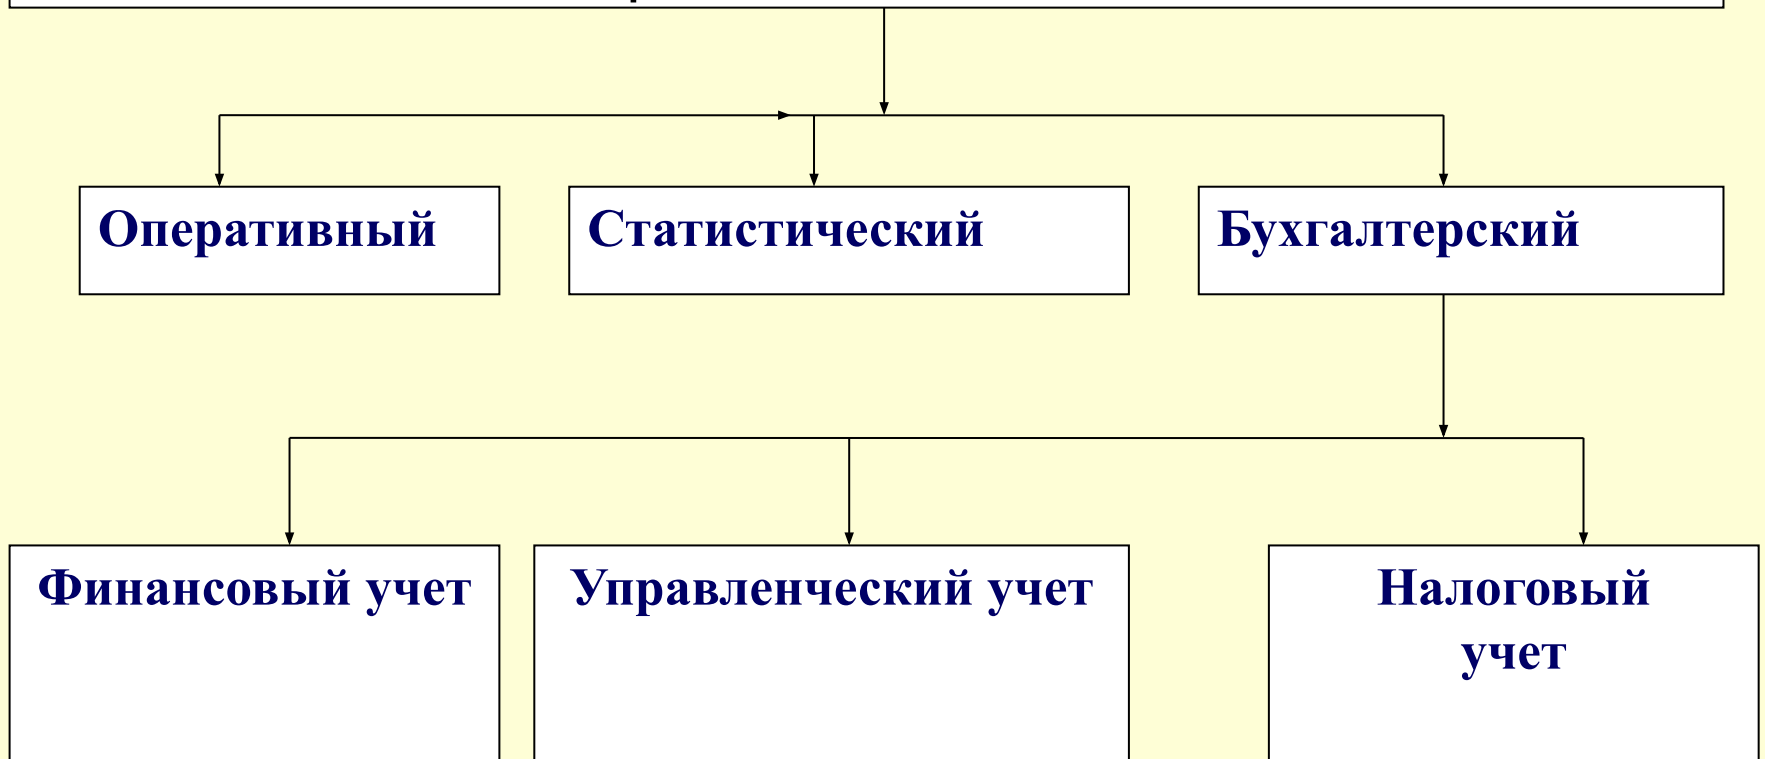 Оперативный
Статистический
Бухгалтерский
Финансовый учет
Управленческий учет
Налоговый
учет